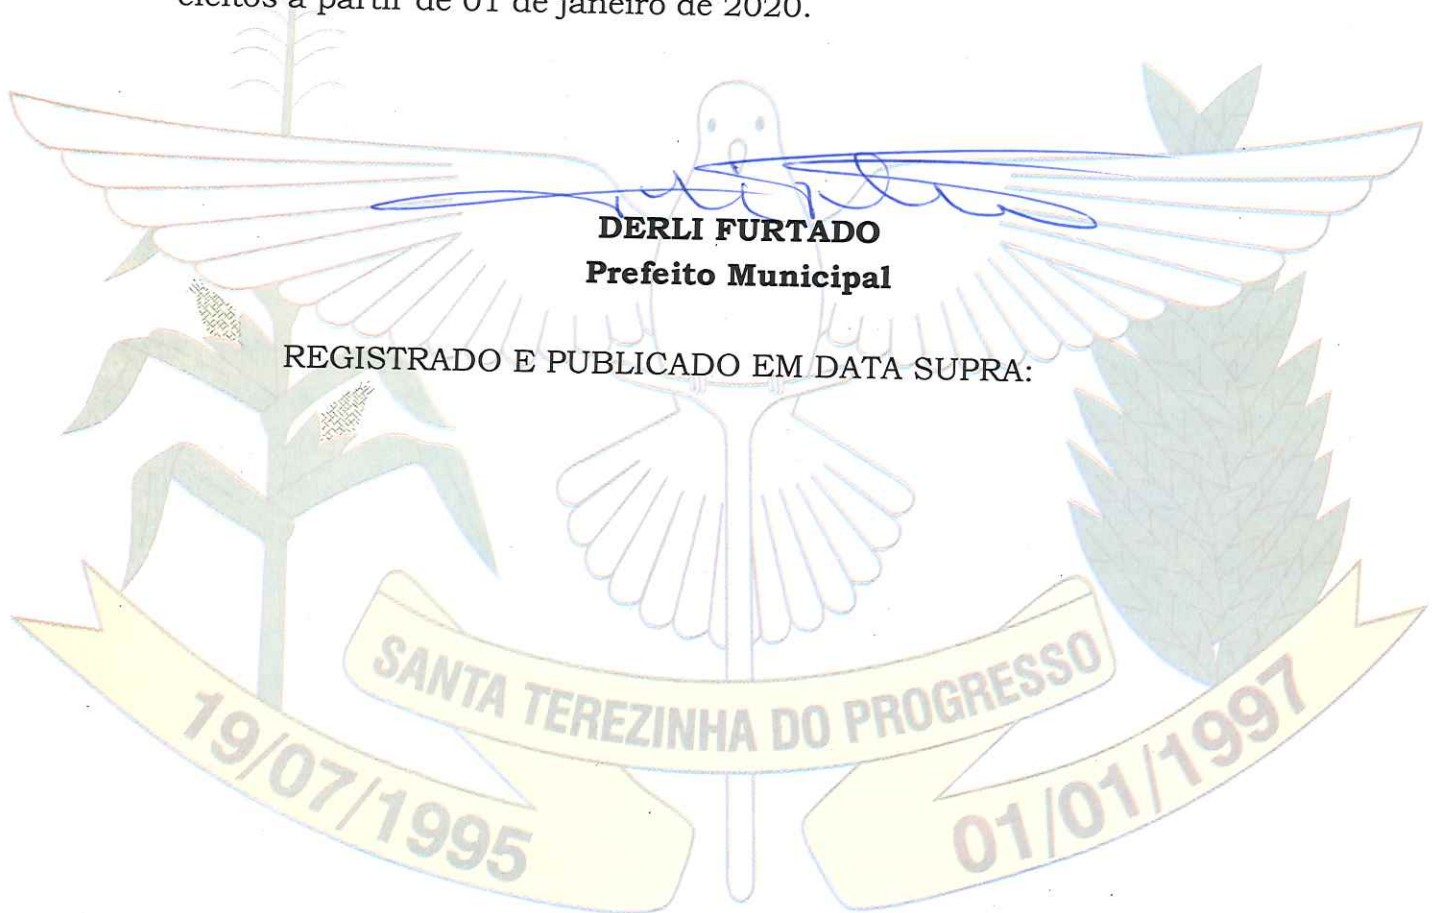 efeitos a partir de 01 de janeiro de 2020.
DERLI FURTADO
Prefeito Municipal
REGISTRADO E PUBLICADO EM DATA SUPRA:
SANTA TEREZINHA DO PROGRESSO
19/07/1995
01/01/1997